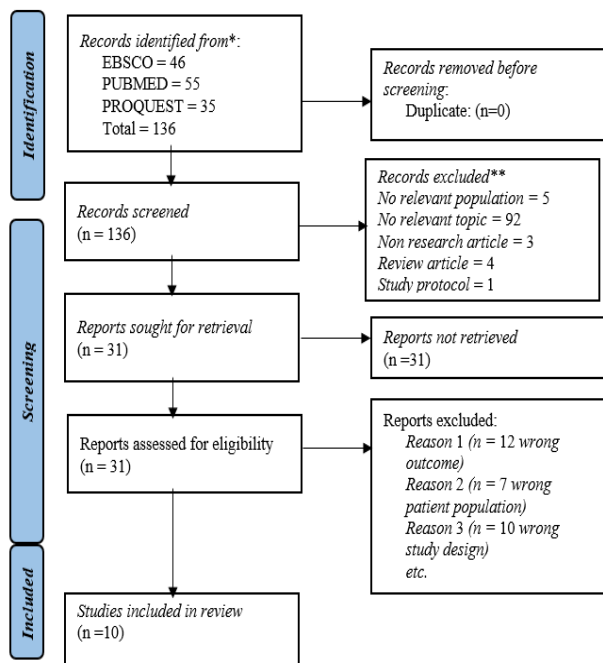 Identification
Records identified from*:
EBSCO = 46
PUBMED = 55
PROQUEST = 35
Total = 136
Records removed before
screening:
Duplicate: (n=0)
Screening
Records screened
(n = 136)
Records excluded**
No relevant population = 5
No relevant topic = 92
Non research article = 3
Review article = 4
Study protocol = 1
Reports sought for retrieval
(n = 31)
Reports not retrieved
(n =31)
Reports assessed for eligibility
(n = 31)
Reports excluded:
Reason 1 (n = 12 wrong
outcome)
Reason 2 (n = 7 wrong
patient population)
Reason 3 (n = 10 wrong
study design)
etc.
Included
Studies included in review
(n =10)